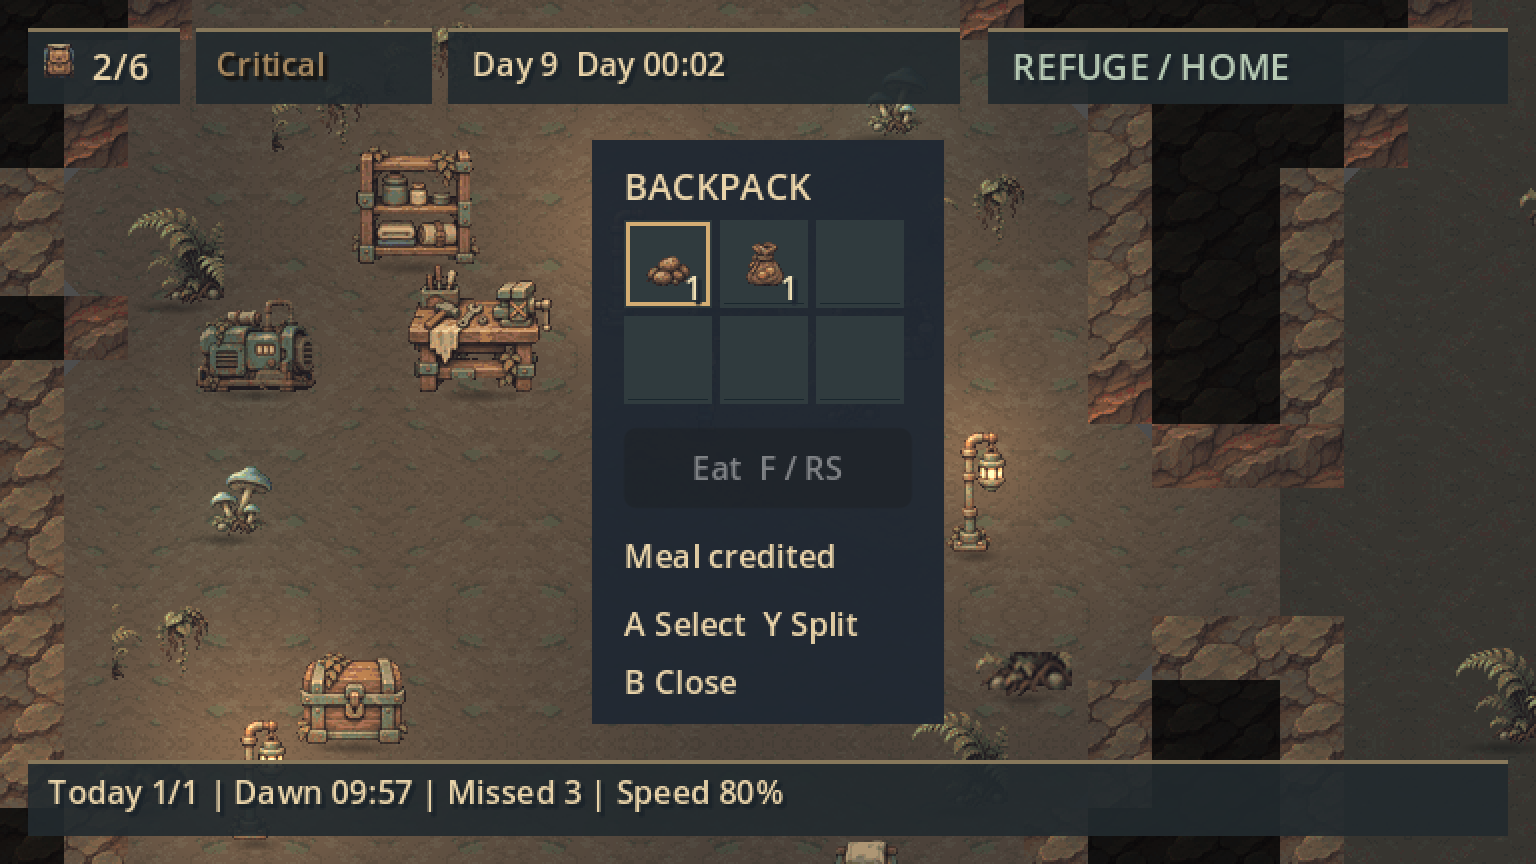 2/6
Critical
Day 9 Day 00:02
REFUGE / HOME
BACKPACK
1
1
Eat F / RS
Meal credited
A Select Y Split
B Close
Today 1/1 | Dawn 09:57 | Missed 3 | Speed 80%